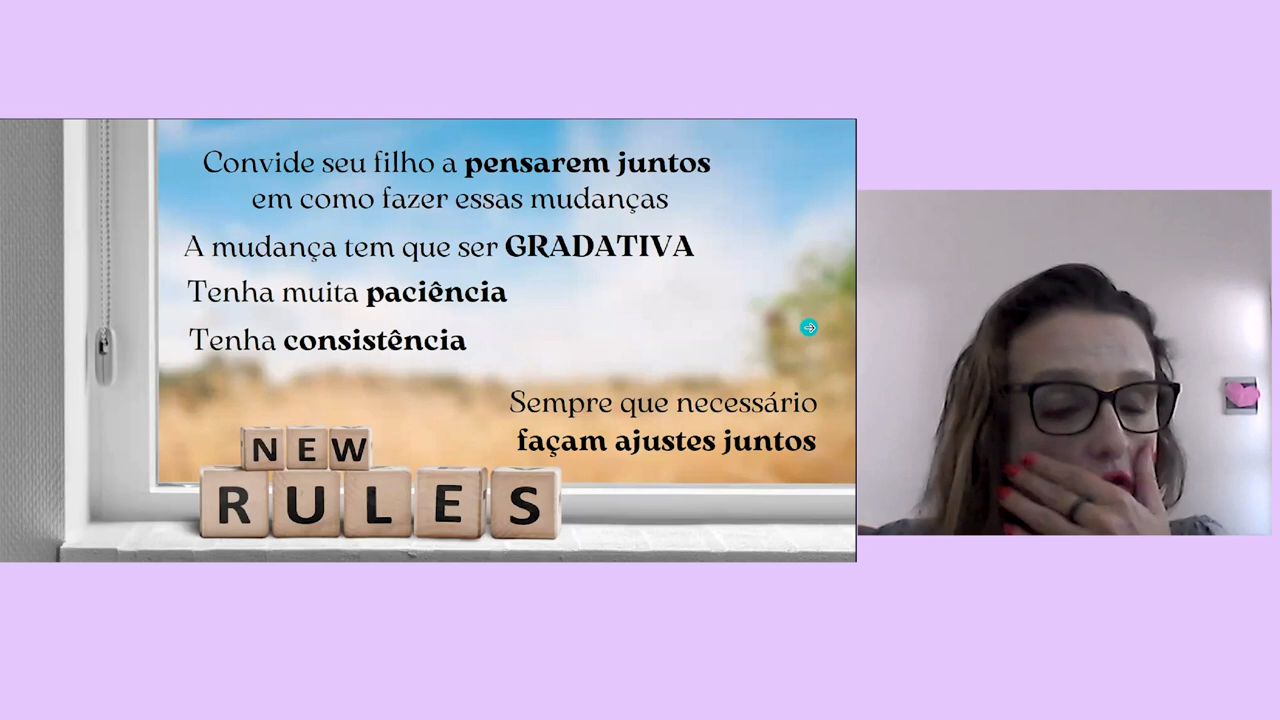 Convide seu filho a pensarem juntos
em como fazer essas mudanças
A mudança tem que ser GRADATIVA
Tenha muita paciência
Tenha consistência
Sempre que necessário
façam ajustes juntos
NEW
RULES